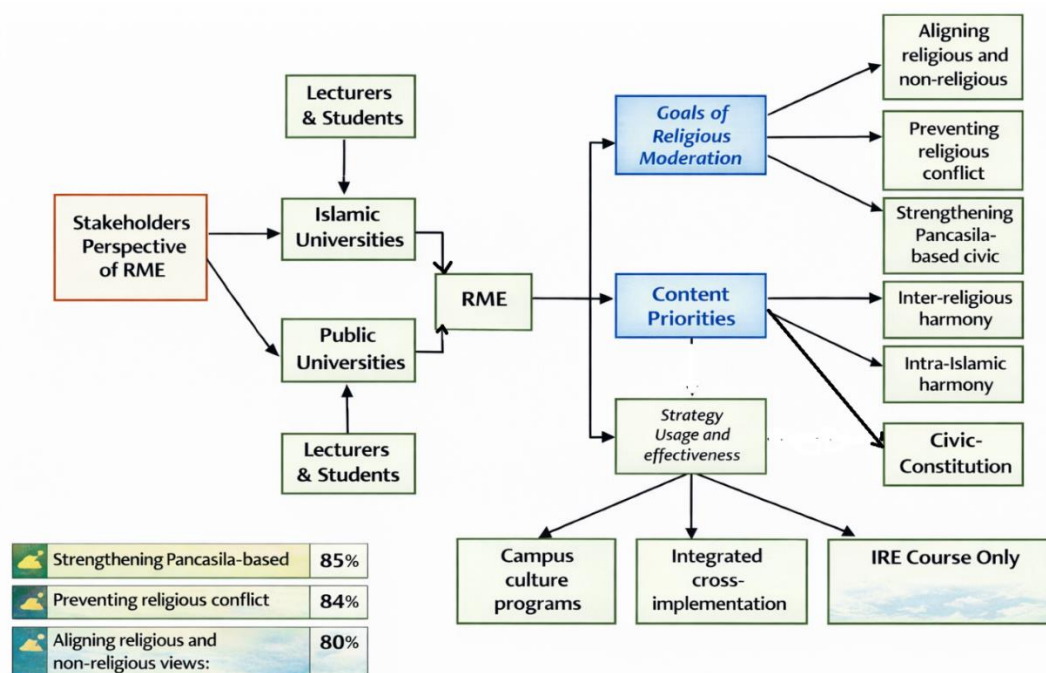 Lecturers
& Students
Stakeholders
Perspective
of RME
Islamic
Universities
Public
Universities
Lecturers
& Students
RME
Goals of
Religious
Moderation
Content
Priorities
Strategy
Usage and
effectiveness
Aligning
religious and
non-religious
Preventing
religious
conflict
Strengthening
Pancasila-
based civic
Inter-religious
harmony
Intra-Islamic
harmony
Civic-
Constitution
Campus
culture
programs
Integrated
cross-
implementation
IRE Course Only
Strengthening Pancasila-based 85%
Preventing religious conflict 84%
Aligning religious and 80%
non-religious views: